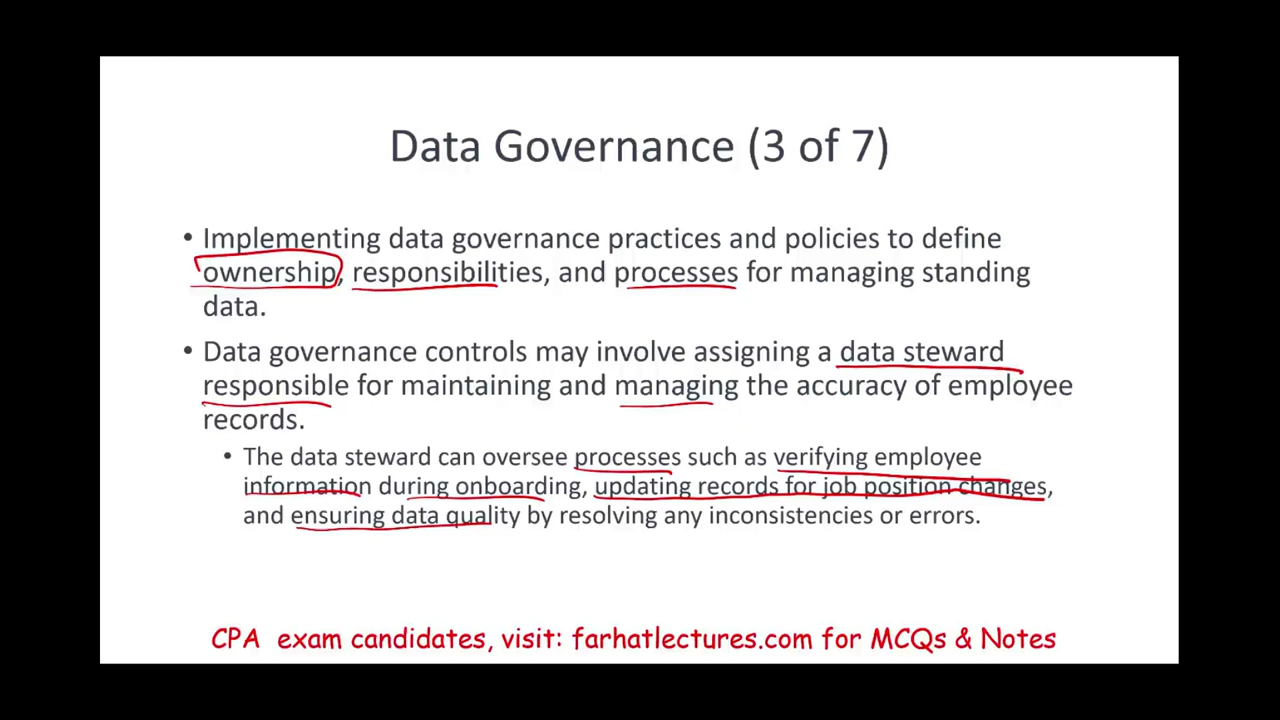 Data Governance (3 of 7)
• Implementing data governance practices and policies to define
ownership, responsibilities, and processes for managing standing
data.
• Data governance controls may involve assigning a data steward
responsible for maintaining and managing the accuracy of employee
records.
• The data steward can oversee processes such as verifying employee
information during onboarding, updating records for job position changes,
and ensuring data quality by resolving any inconsistencies or errors.
CPA exam candidates, visit: farhatlectures.com for MCQs & Notes